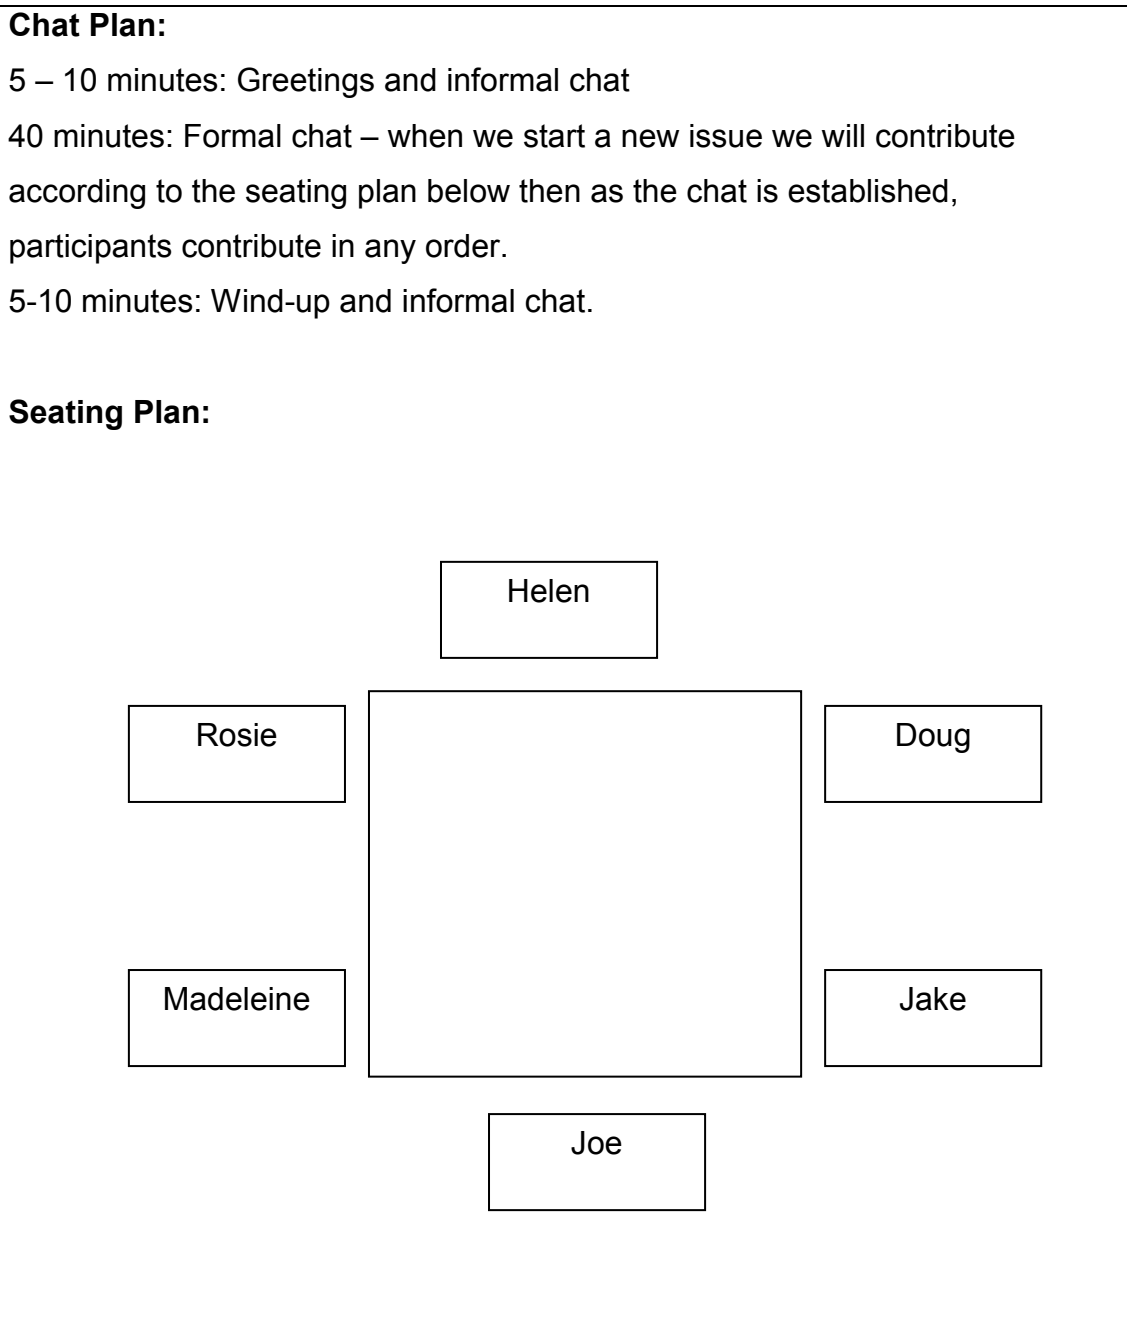 Chat Plan:
5 – 10 minutes: Greetings and informal chat
40 minutes: Formal chat – when we start a new issue we will contribute
according to the seating plan below then as the chat is established,
participants contribute in any order.
5-10 minutes: Wind-up and informal chat.
Seating Plan:
Helen
Rosie
Doug
Madeleine
Jake
Joe